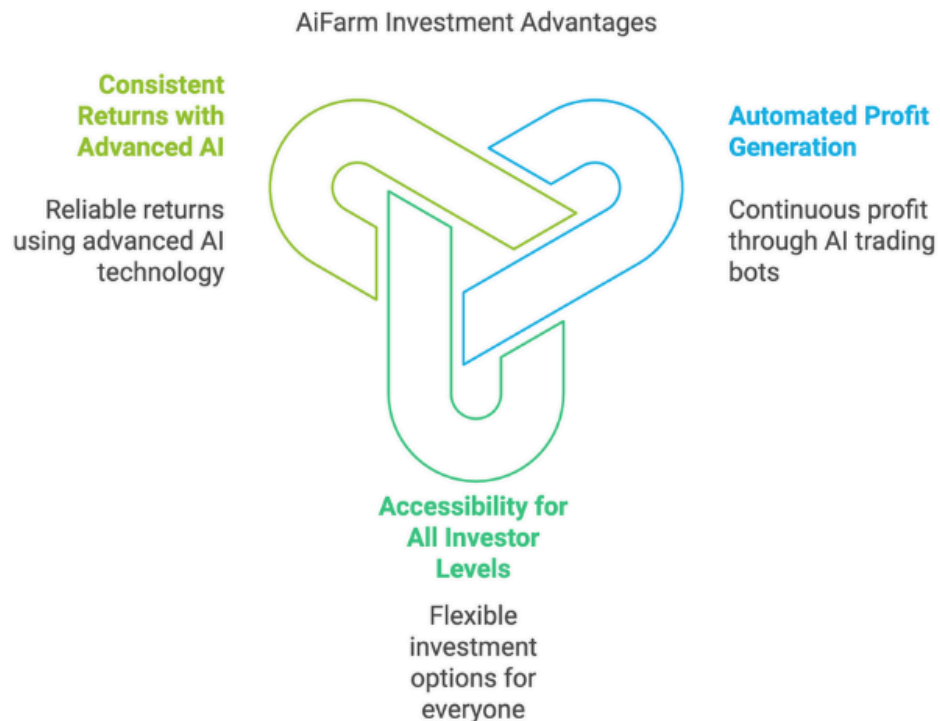 AiFarm Investment Advantages
Consistent
Returns with
Advanced AI
Reliable returns
using advanced AI
technology
Automated Profit
Generation
Continuous profit
through AI trading
bots
Accessibility for
All Investor
Levels
Flexible
investment
options for
everyone